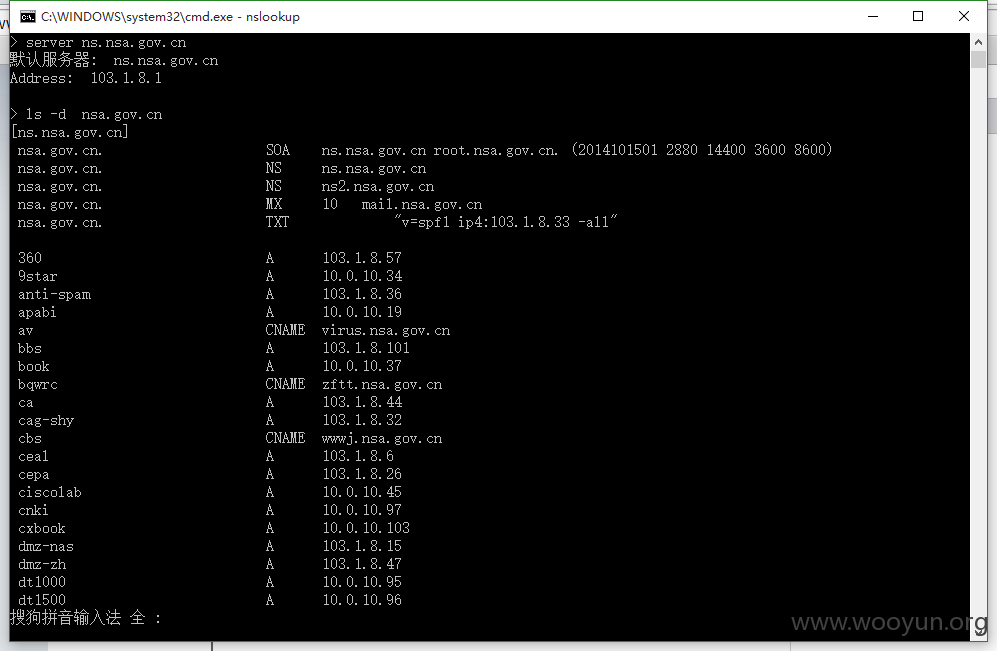 C:\WINDOWS\system32\cmd.exe - nslookup
> server ns.nsa.gov.cn
默认服务器:  ns.nsa.gov.cn
Address:  103.1.8.1
> ls -d  nsa.gov.cn
[ns.nsa.gov.cn]
nsa.gov.cn. SOA ns.nsa.gov.cn root.nsa.gov.cn. (2014101501 2880 14400 3600 8600)
nsa.gov.cn. NS ns.nsa.gov.cn
nsa.gov.cn. NS ns2.nsa.gov.cn
nsa.gov.cn. MX 10 mail.nsa.gov.cn
nsa.gov.cn. TXT "v=spf1 ip4:103.1.8.33 -all"
360 A 103.1.8.57
9star A 10.0.10.34
anti-spam A 103.1.8.36
apabi A 10.0.10.19
av CNAME virus.nsa.gov.cn
bbs A 103.1.8.101
book A 10.0.10.37
bqwrc CNAME zftt.nsa.gov.cn
ca A 103.1.8.44
cag-shy A 103.1.8.32
cbs CNAME wwwj.nsa.gov.cn
ceal A 103.1.8.6
cepa A 103.1.8.26
ciscolab A 10.0.10.45
cnki A 10.0.10.97
cxbook A 10.0.10.103
dmz-nas A 103.1.8.15
dmz-zh A 103.1.8.47
dt1000 A 10.0.10.95
dt1500 A 10.0.10.96
搜狗拼音输入法 全 :
www.wooyun.org